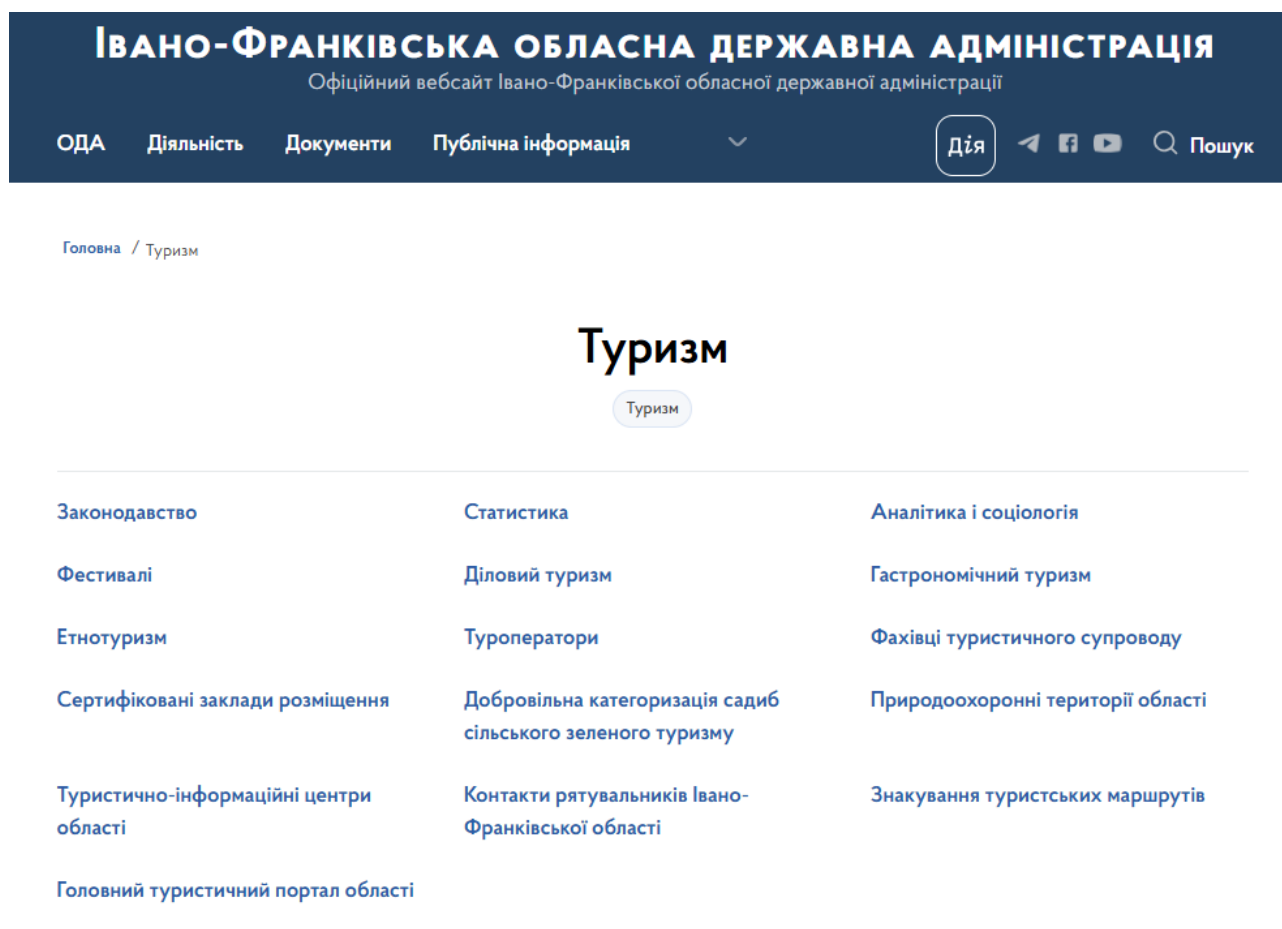 Івано-Франківська обласна державна адміністрація
Офіційний вебсайт Івано-Франківської обласної державної адміністрації
ОДА Діяльність Документи Публічна інформація Дія Пошук
Головна / Туризм
Туризм
Туризм
Законодавство Статистика Аналітика і соціологія
Фестивалі Діловий туризм Гастрономічний туризм
Етнотуризм Туроператори Фахівці туристичного супроводу
Сертифіковані заклади розміщення Добровільна категоризація садиб Природоохоронні території області
сільського зеленого туризму
Туристично-інформаційні центри Контакти рятувальників Івано- Знакування туристських маршрутів
області Франківської області
Головний туристичний портал області